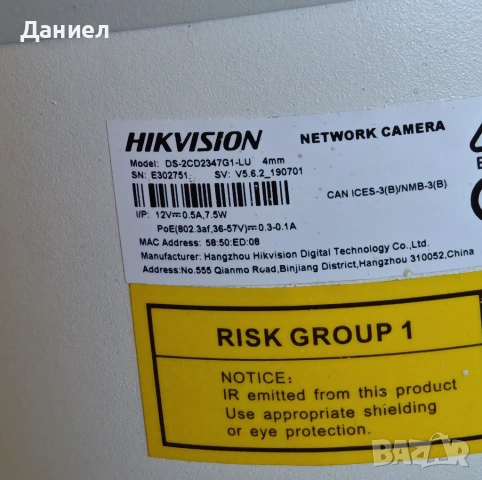 Даниел
HIKVISION NETWORK CAMERA
Model: DS-2CD2347G1-LU 4mm
SN: E302751 SV: V5.6.2_190701
CAN ICES-3(B)/NMB-3(B)
I/P: 12V⎓0.5A,7.5W
PoE(802.3af,36-57V)⎓0.3-0.1A
MAC Address: 58:50:ED:08
Manufacturer: Hangzhou Hikvision Digital Technology Co.,Ltd.
Address:No.555 Qianmo Road,Binjiang District,Hangzhou 310052,China
RISK GROUP 1
NOTICE:
IR emitted from this product
Use appropriate shielding
or eye protection.
bazar